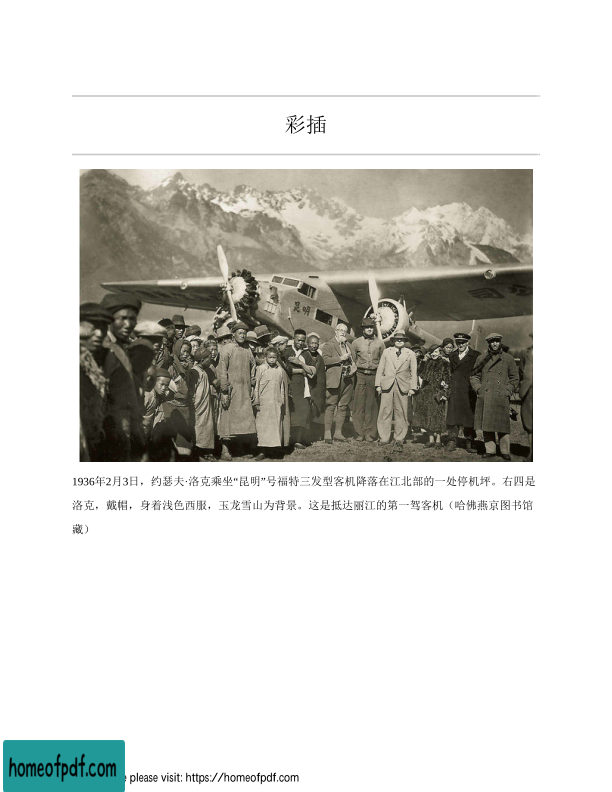 彩插
昆明
1936年2月3日，约瑟夫·洛克乘坐“昆明”号福特三发型客机降落在江北部的一处停机坪。右四是
洛克，戴帽，身着浅色西服，玉龙雪山为背景。这是抵达丽江的第一驾客机（哈佛燕京图书馆
藏）
homeofpdf.com
e please visit: https://homeofpdf.com